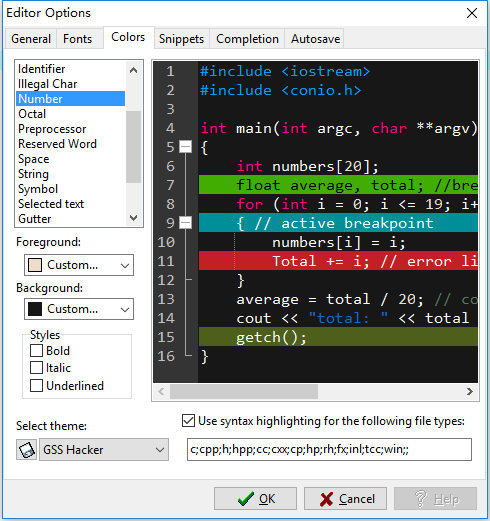 Editor Options
General Fonts Colors Snippets Completion Autosave
Identifier
Illegal Char
Number
Octal
Preprocessor
Reserved Word
Space
String
Symbol
Selected text
Gutter
Foreground:
Custom...
Background:
Custom...
Styles
Bold
Italic
Underlined
1 #include <iostream>
2 #include <conio.h>
3
4 int main(int argc, char **argv)
5 {
6 int numbers[20];
7 float average, total; //bre
8 for (int i = 0; i <= 19; i+
9 { // active breakpoint
10 numbers[i] = i;
11 Total += i; // error li
12 }
13 average = total / 20; // co
14 cout << "total: " << total
15 getch();
16 }
Select theme:
GSS Hacker
Use syntax highlighting for the following file types:
c;cpp;h;hpp;cc;cxx;cp;hp;rh;fx;inl;tcc;win;;
OK Cancel Help